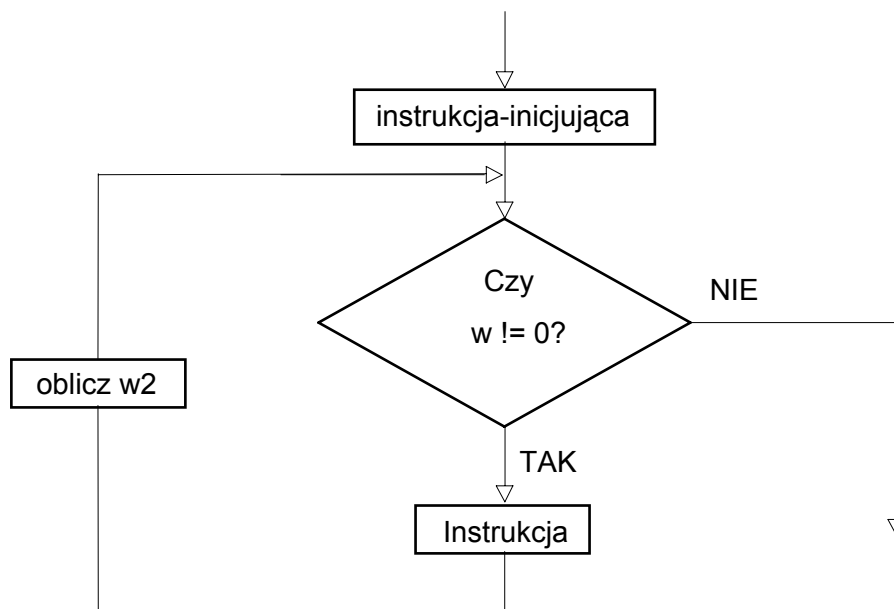 instrukcja-inicjująca
Czy
w != 0?
NIE
oblicz w2
TAK
Instrukcja